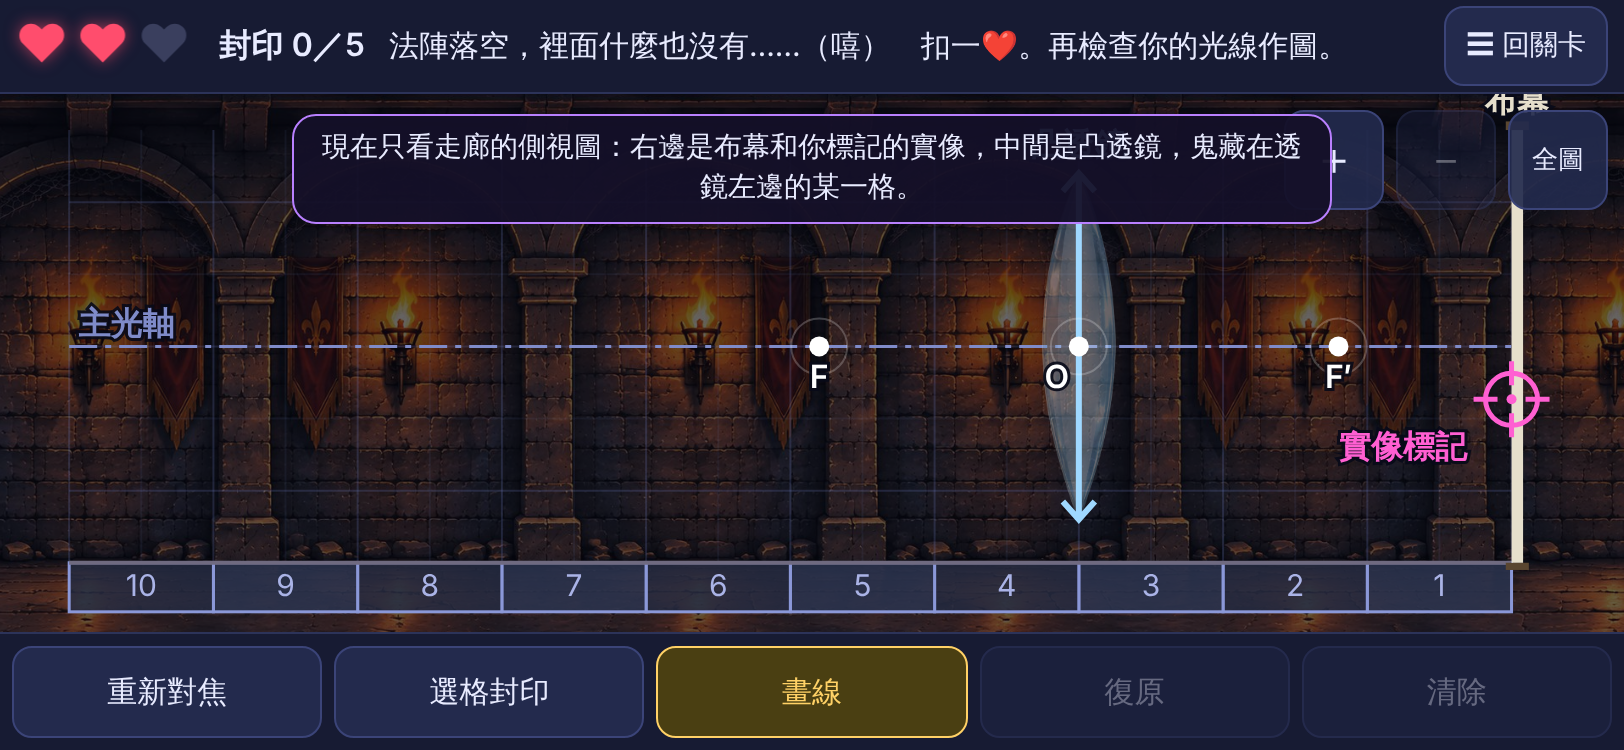 封印 0／5 法陣落空，裡面什麼也沒有……（嘻） 扣一❤️。再檢查你的光線作圖。
☰ 回關卡
布幕
現在只看走廊的側視圖：右邊是布幕和你標記的實像，中間是凸透鏡，鬼藏在透
鏡左邊的某一格。
+
−
全圖
主光軸
F
O
F′
實像標記
10 9 8 7 6 5 4 3 2 1
重新對焦
選格封印
畫線
復原
清除